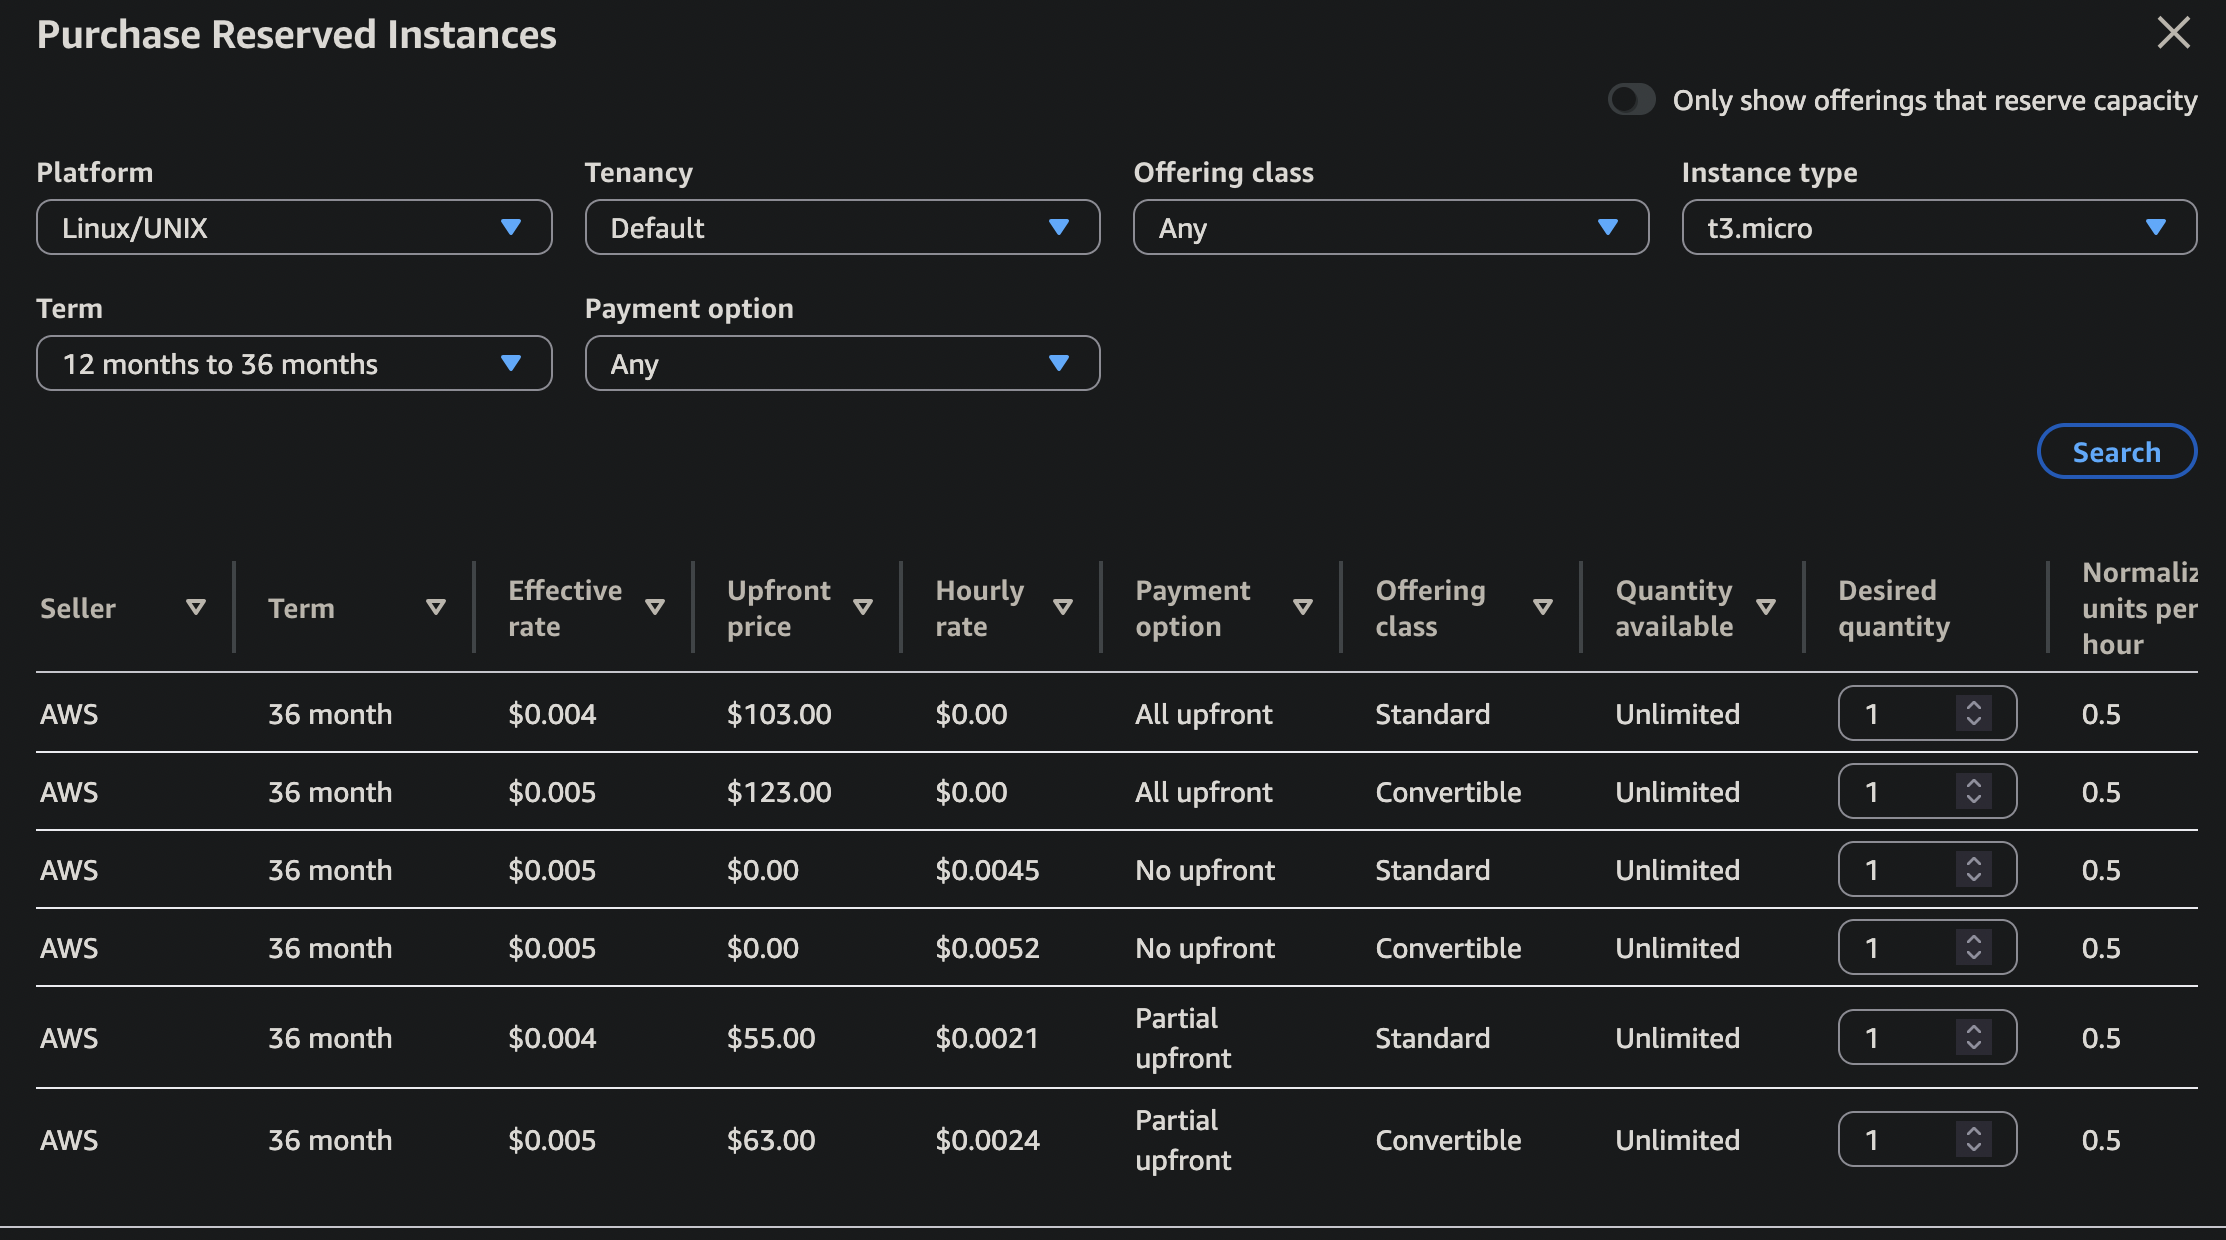 Purchase Reserved Instances
Only show offerings that reserve capacity
Platform Tenancy Offering class Instance type
Linux/UNIX Default Any t3.micro
Term Payment option
12 months to 36 months Any
Search
Seller Term Effective rate Upfront price Hourly rate Payment option Offering class Quantity available Desired quantity Normaliz units per hour
AWS 36 month $0.004 $103.00 $0.00 All upfront Standard Unlimited 1 0.5
AWS 36 month $0.005 $123.00 $0.00 All upfront Convertible Unlimited 1 0.5
AWS 36 month $0.005 $0.00 $0.0045 No upfront Standard Unlimited 1 0.5
AWS 36 month $0.005 $0.00 $0.0052 No upfront Convertible Unlimited 1 0.5
AWS 36 month $0.004 $55.00 $0.0021 Partial upfront Standard Unlimited 1 0.5
AWS 36 month $0.005 $63.00 $0.0024 Partial upfront Convertible Unlimited 1 0.5